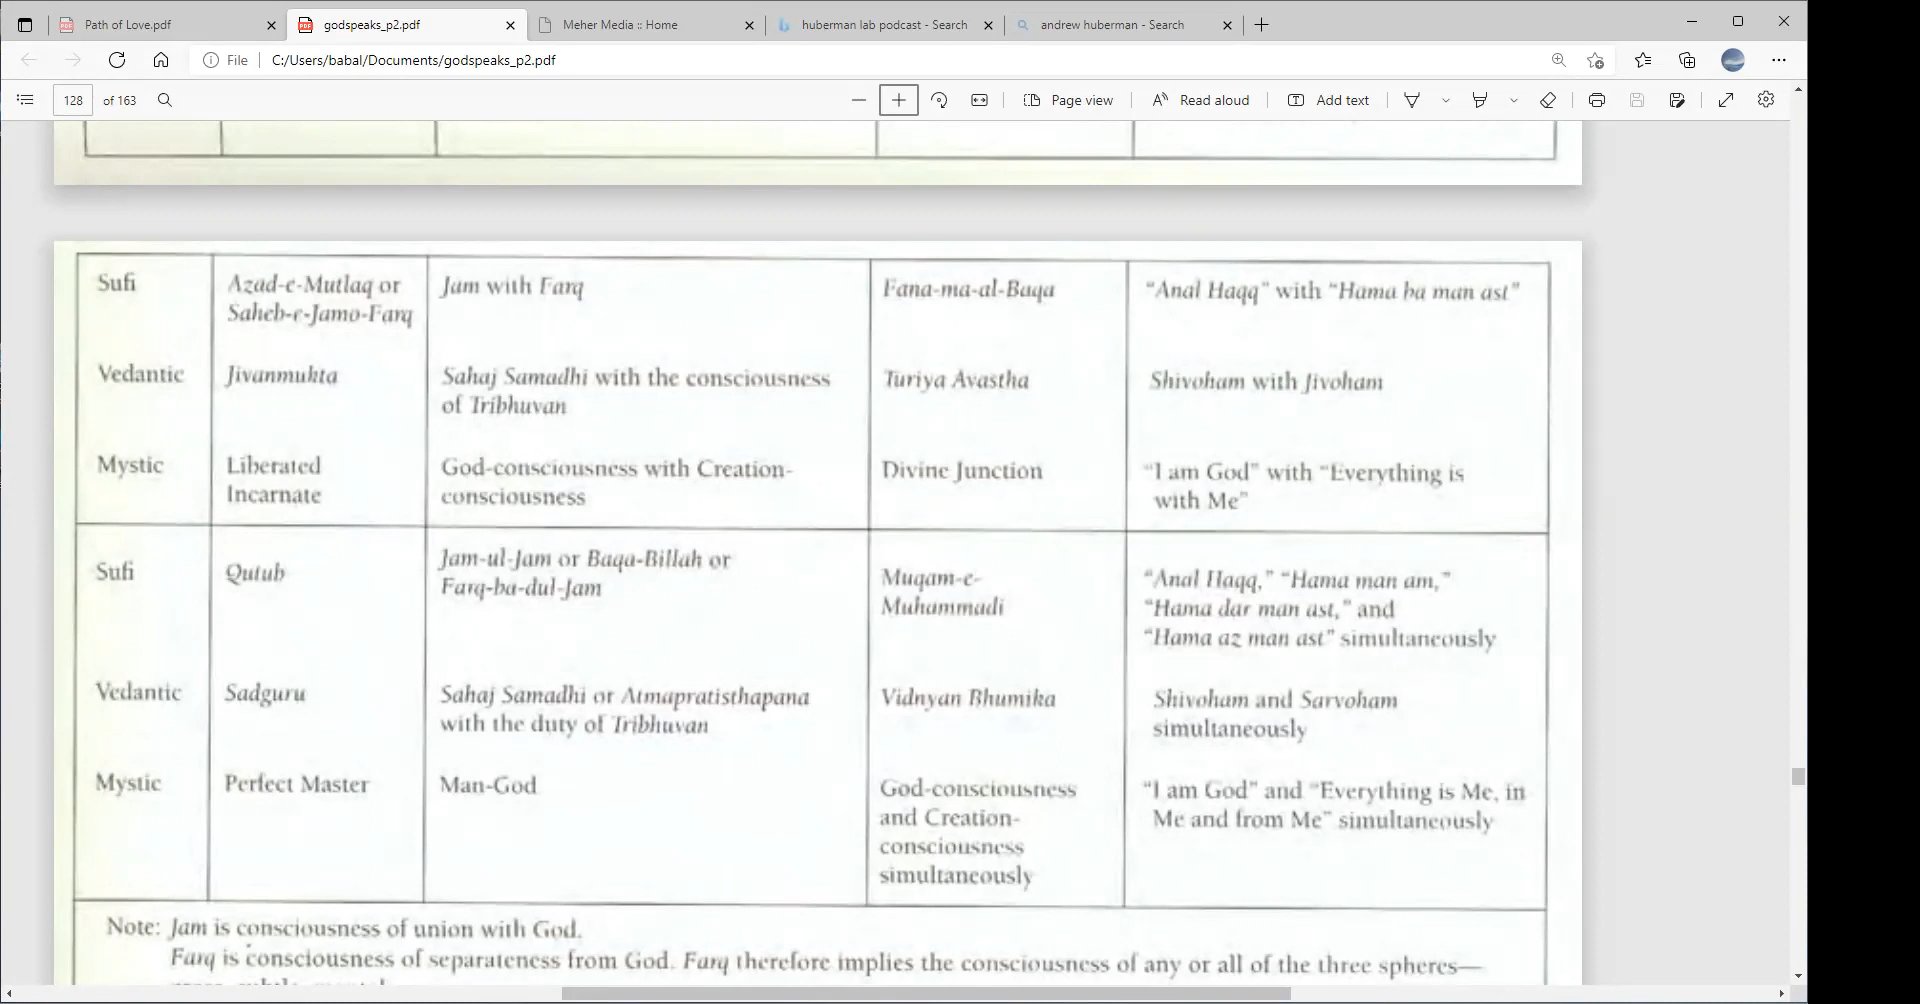 Path of Love.pdf
godspeaks_p2.pdf
Meher Media :: Home
huberman lab podcast - Search
andrew huberman - Search
File
C:/Users/babal/Documents/godspeaks_p2.pdf
128 of 163
Page view
Read aloud
Add text
Sufi
Azad-e-Mutlaq or
Saheb-e-Jamo-Farq
Jam with Farq
Fana-ma-al-Baqa
"Anal Haqq" with "Hama ba man ast"
Vedantic
Jivanmukta
Sahaj Samadhi with the consciousness
of Tribhuvan
Turiya Avastha
Shivoham with Jivoham
Mystic
Liberated
Incarnate
God-consciousness with Creation-
consciousness
Divine Junction
"I am God" with "Everything is
with Me"
Sufi
Qutub
Jam-ul-Jam or Baqa-Billah or
Farq-ba-dul-Jam
Muqam-e-
Muhammadi
"Anal Haqq," "Hama man am,"
"Hama dar man ast," and
"Hama az man ast" simultaneously
Vedantic
Sadguru
Sahaj Samadhi or Atmapratisthapana
with the duty of Tribhuvan
Vidnyan Bhumika
Shivoham and Sarvoham
simultaneously
Mystic
Perfect Master
Man-God
God-consciousness
and Creation-
consciousness
simultaneously
"I am God" and "Everything is Me, in
Me and from Me" simultaneously
Note: Jam is consciousness of union with God.
Farq is consciousness of separateness from God. Farq therefore implies the consciousness of any or all of the three spheres—